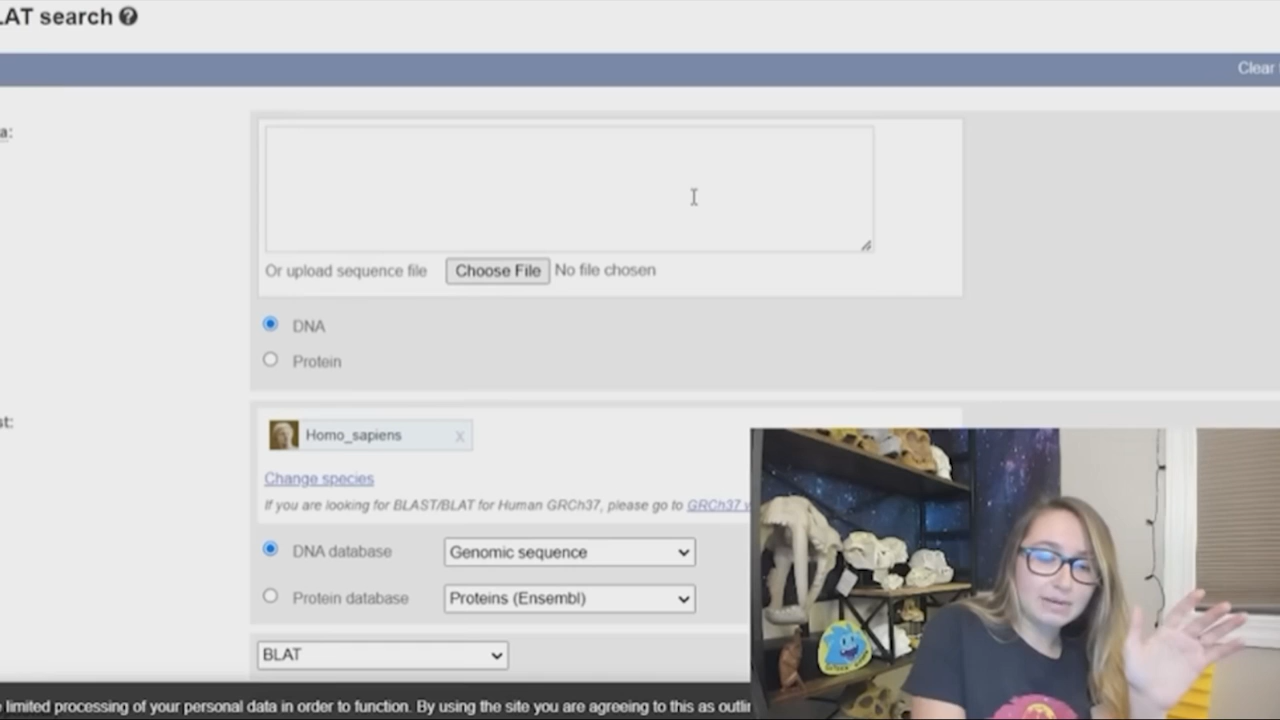 LAT search ?
Clear
a:
Or upload sequence file Choose File No file chosen
DNA
Protein
st:
Homo_sapiens x
Change species
If you are looking for BLAST/BLAT for Human GRCh37, please go to GRCh37 w
DNA database Genomic sequence
Protein database Proteins (Ensembl)
BLAT
limited processing of your personal data in order to function. By using the site you are agreeing to this as outli